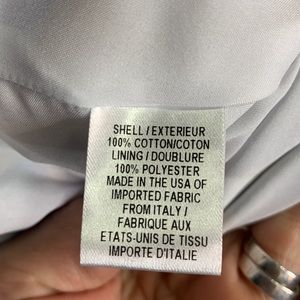 SHELL / EXTERIEUR
100% COTTON/COTON
LINING / DOUBLURE
100% POLYESTER
MADE IN THE USA OF
IMPORTED FABRIC
FROM ITALY /
FABRIQUE AUX
ETATS-UNIS DE TISSU
IMPORTE D'ITALIE